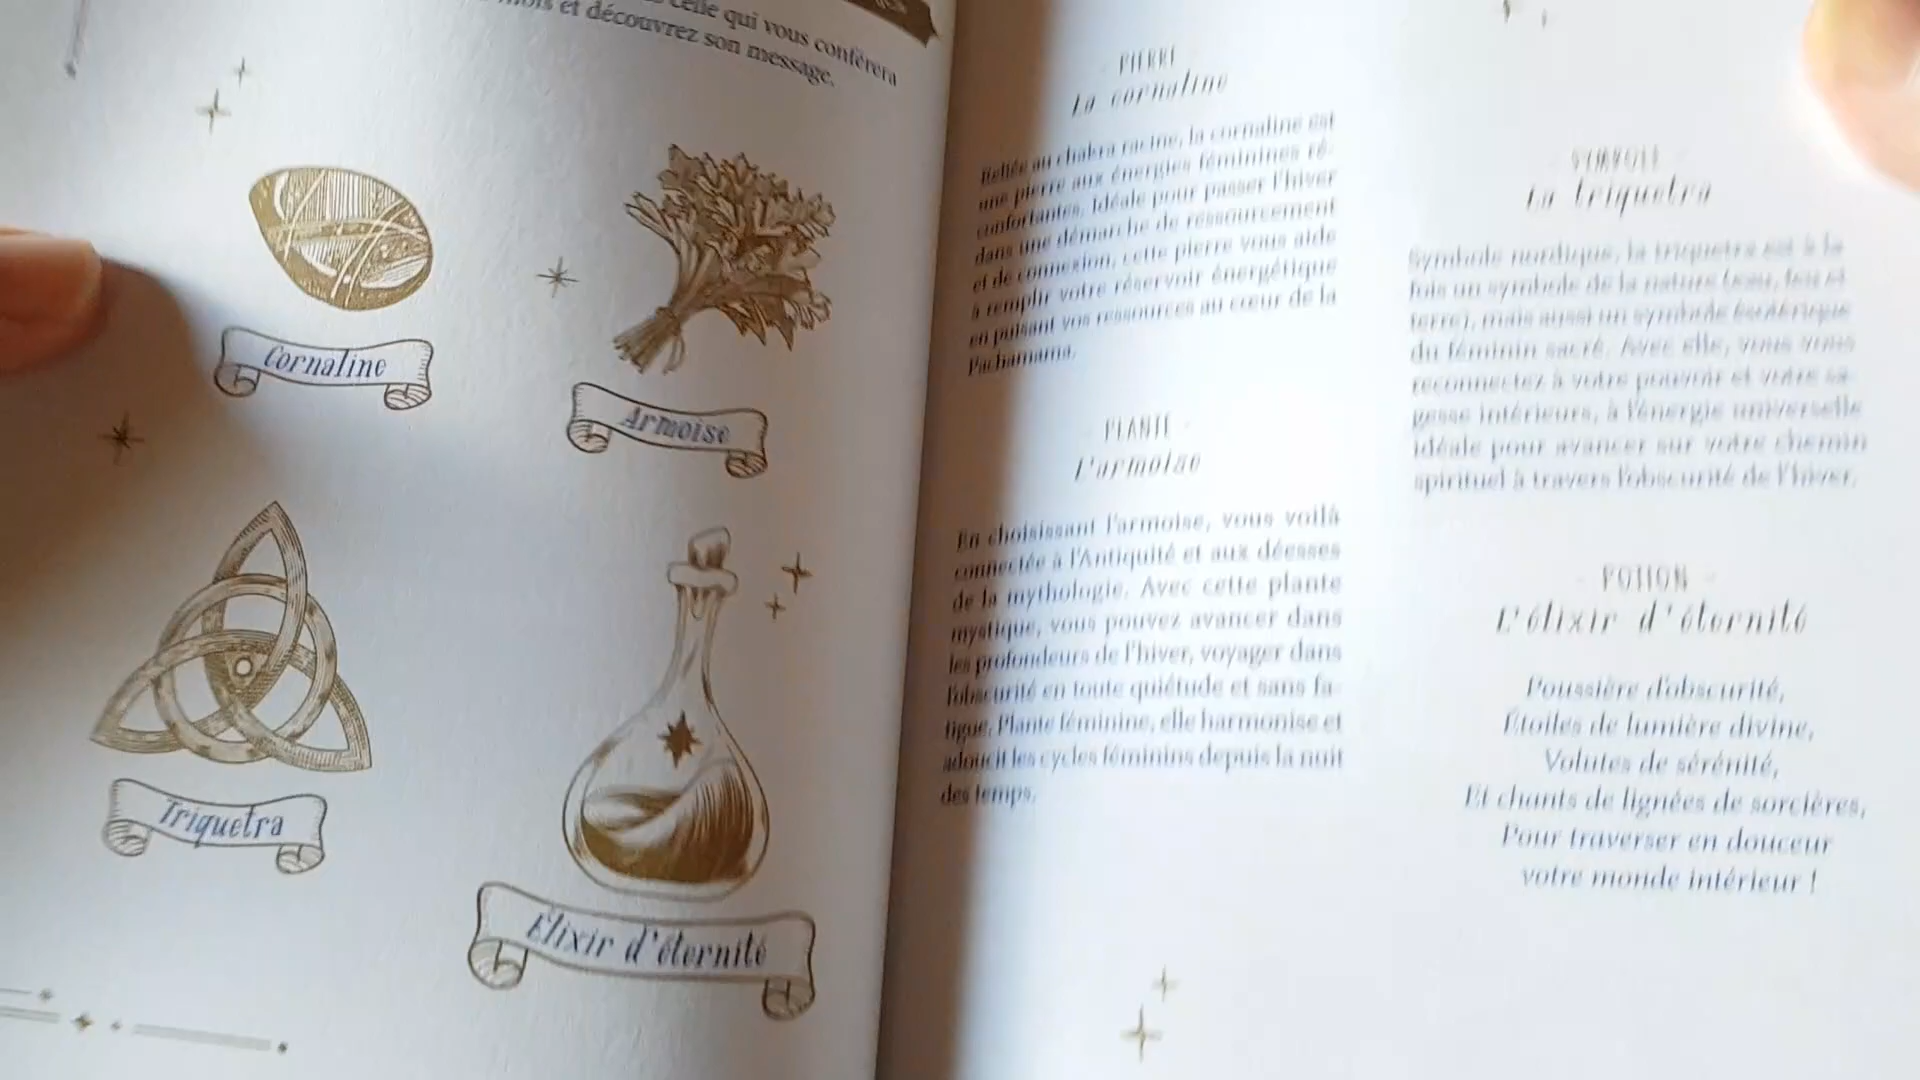 celle qui vous conférera
mois et découvrez son message.
Cornaline
Armoise
Triquetra
Élixir d'éternité
PIERRE
La cornaline
Reliée au chakra racine, la cornaline est
une pierre aux énergies féminines ré-
confortantes. Idéale pour passer l'hiver
dans une démarche de ressourcement
et de connexion, cette pierre vous aide
à remplir votre réservoir énergétique
en puisant vos ressources au cœur de la
Pachamama.
PLANTE
L'armoise
En choisissant l'armoise, vous voilà
connectée à l'Antiquité et aux déesses
de la mythologie. Avec cette plante
mystique, vous pouvez avancer dans
les profondeurs de l'hiver, voyager dans
l'obscurité en toute quiétude et sans fa-
tigue. Plante féminine, elle harmonise et
adoucit les cycles féminins depuis la nuit
des temps.
SYMBOLE
La triquetra
Symbole nordique, la triquetra est à la
fois un symbole de la nature (eau, feu et
terre), mais aussi un symbole ésotérique
du féminin sacré. Avec elle, vous vous
reconnectez à votre pouvoir et votre sa-
gesse intérieurs, à l'énergie universelle
idéale pour avancer sur votre chemin
spirituel à travers l'obscurité de l'hiver.
- POTION -
L'élixir d'éternité
Poussière d'obscurité,
Étoiles de lumière divine,
Volutes de sérénité,
Et chants de lignées de sorcières,
Pour traverser en douceur
votre monde intérieur !